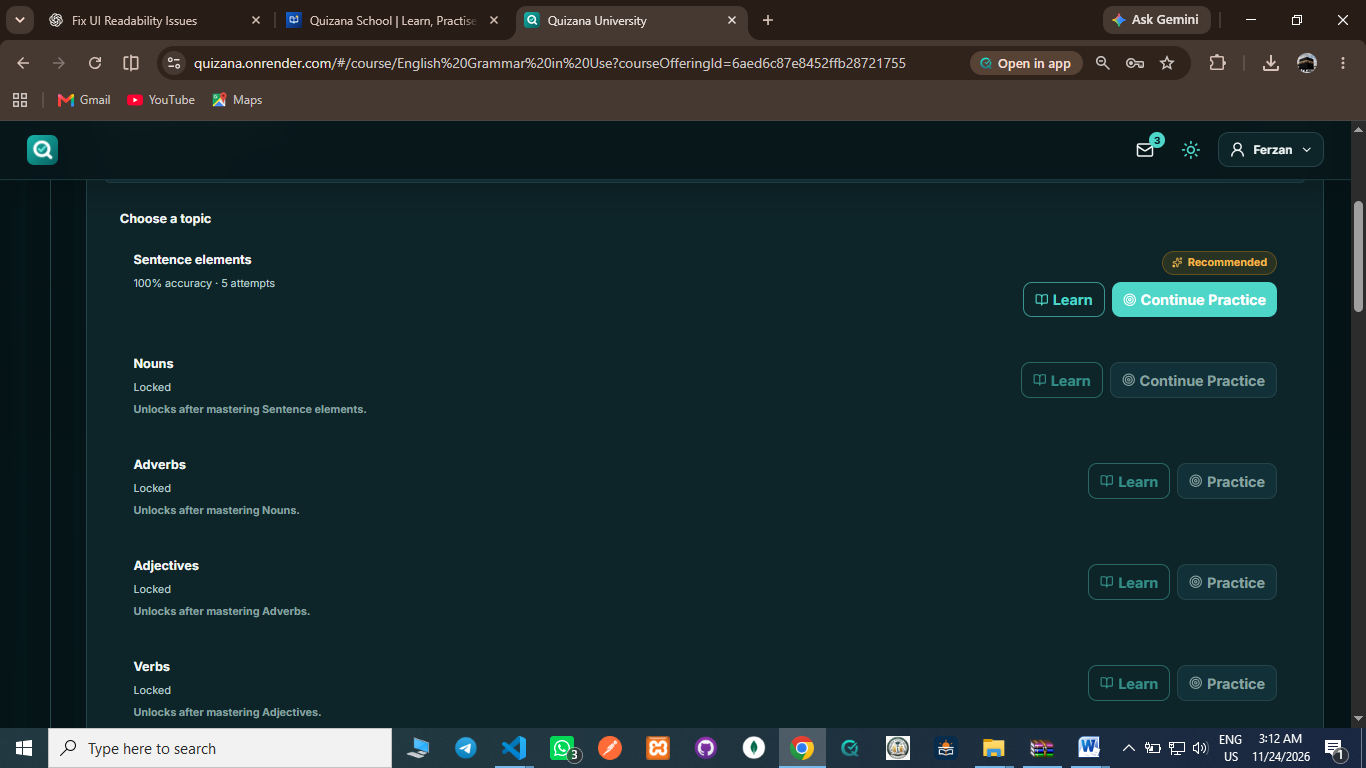 Fix UI Readability Issues
Quizana School | Learn, Practise
Quizana University
Ask Gemini
quizana.onrender.com/#/course/English%20Grammar%20in%20Use?courseOfferingId=6aed6c87e8452ffb28721755
Open in app
Gmail
YouTube
Maps
3
Ferzan
Choose a topic
Sentence elements
Recommended
100% accuracy · 5 attempts
Learn
Continue Practice
Nouns
Locked
Learn
Continue Practice
Unlocks after mastering Sentence elements.
Adverbs
Locked
Learn
Practice
Unlocks after mastering Nouns.
Adjectives
Locked
Learn
Practice
Unlocks after mastering Adverbs.
Verbs
Locked
Learn
Practice
Unlocks after mastering Adjectives.
Type here to search
3
ENG
US
3:12 AM
11/24/2026
1